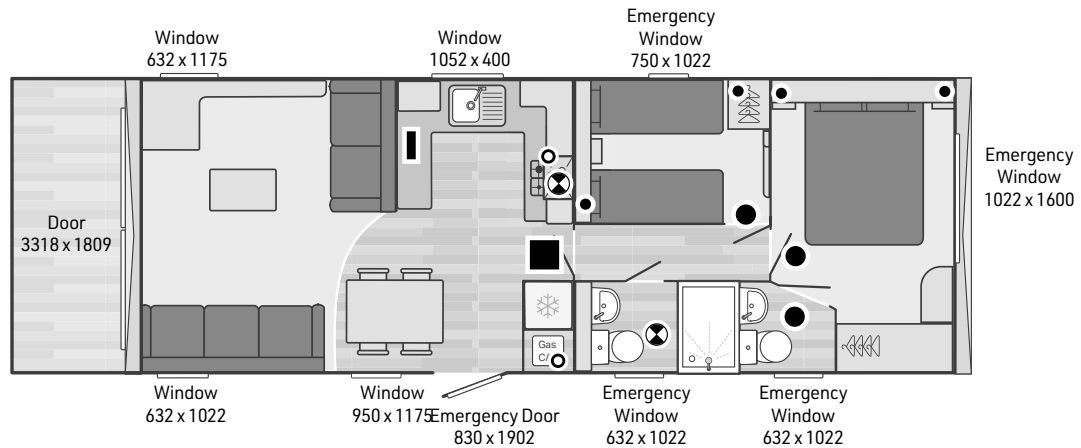 Window
632 x 1175
Window
1052 x 400
Emergency
Window
750 x 1022
Door
3318 x 1809
Emergency
Window
1022 x 1600
Gas
C/
Window
632 x 1022
Window
950 x 1175
Emergency Door
830 x 1902
Emergency
Window
632 x 1022
Emergency
Window
632 x 1022